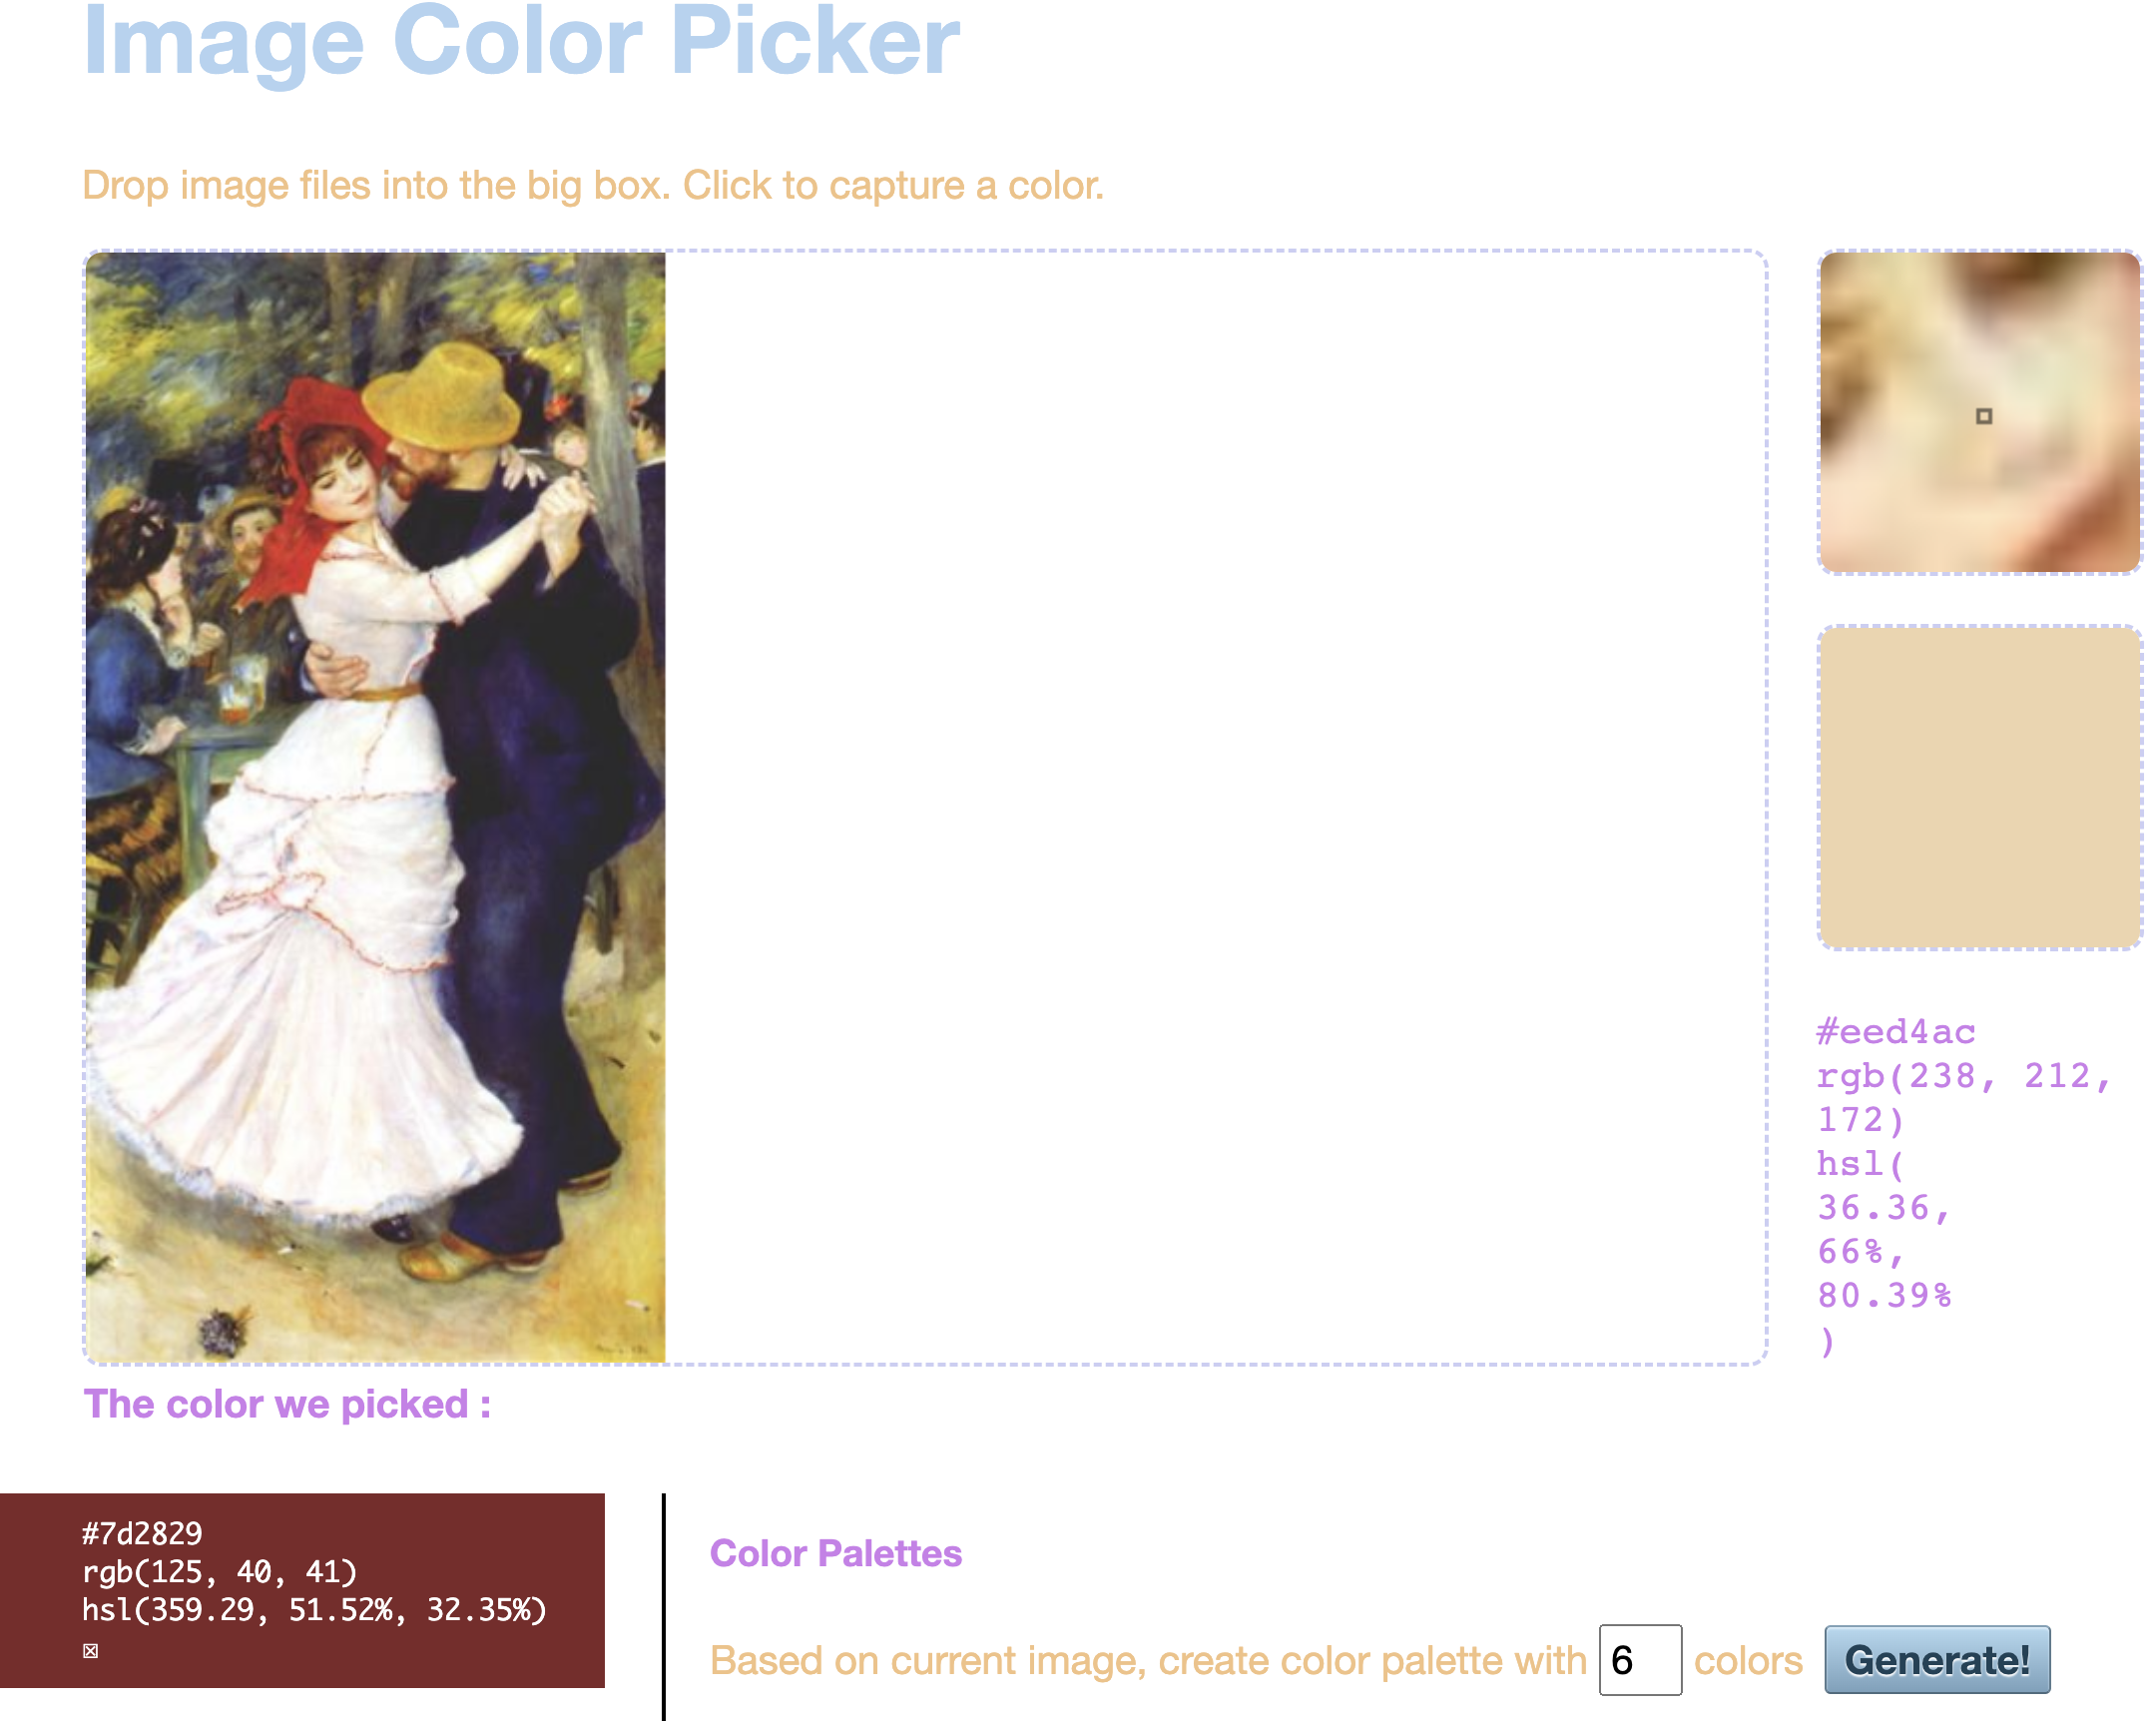 Image Color Picker
Drop image files into the big box. Click to capture a color.
#eed4ac
rgb(238, 212,
172)
hsl(
36.36,
66%,
80.39%
)
The color we picked :
#7d2829
rgb(125, 40, 41)
hsl(359.29, 51.52%, 32.35%)
Color Palettes
Based on current image, create color palette with 6 colors Generate!